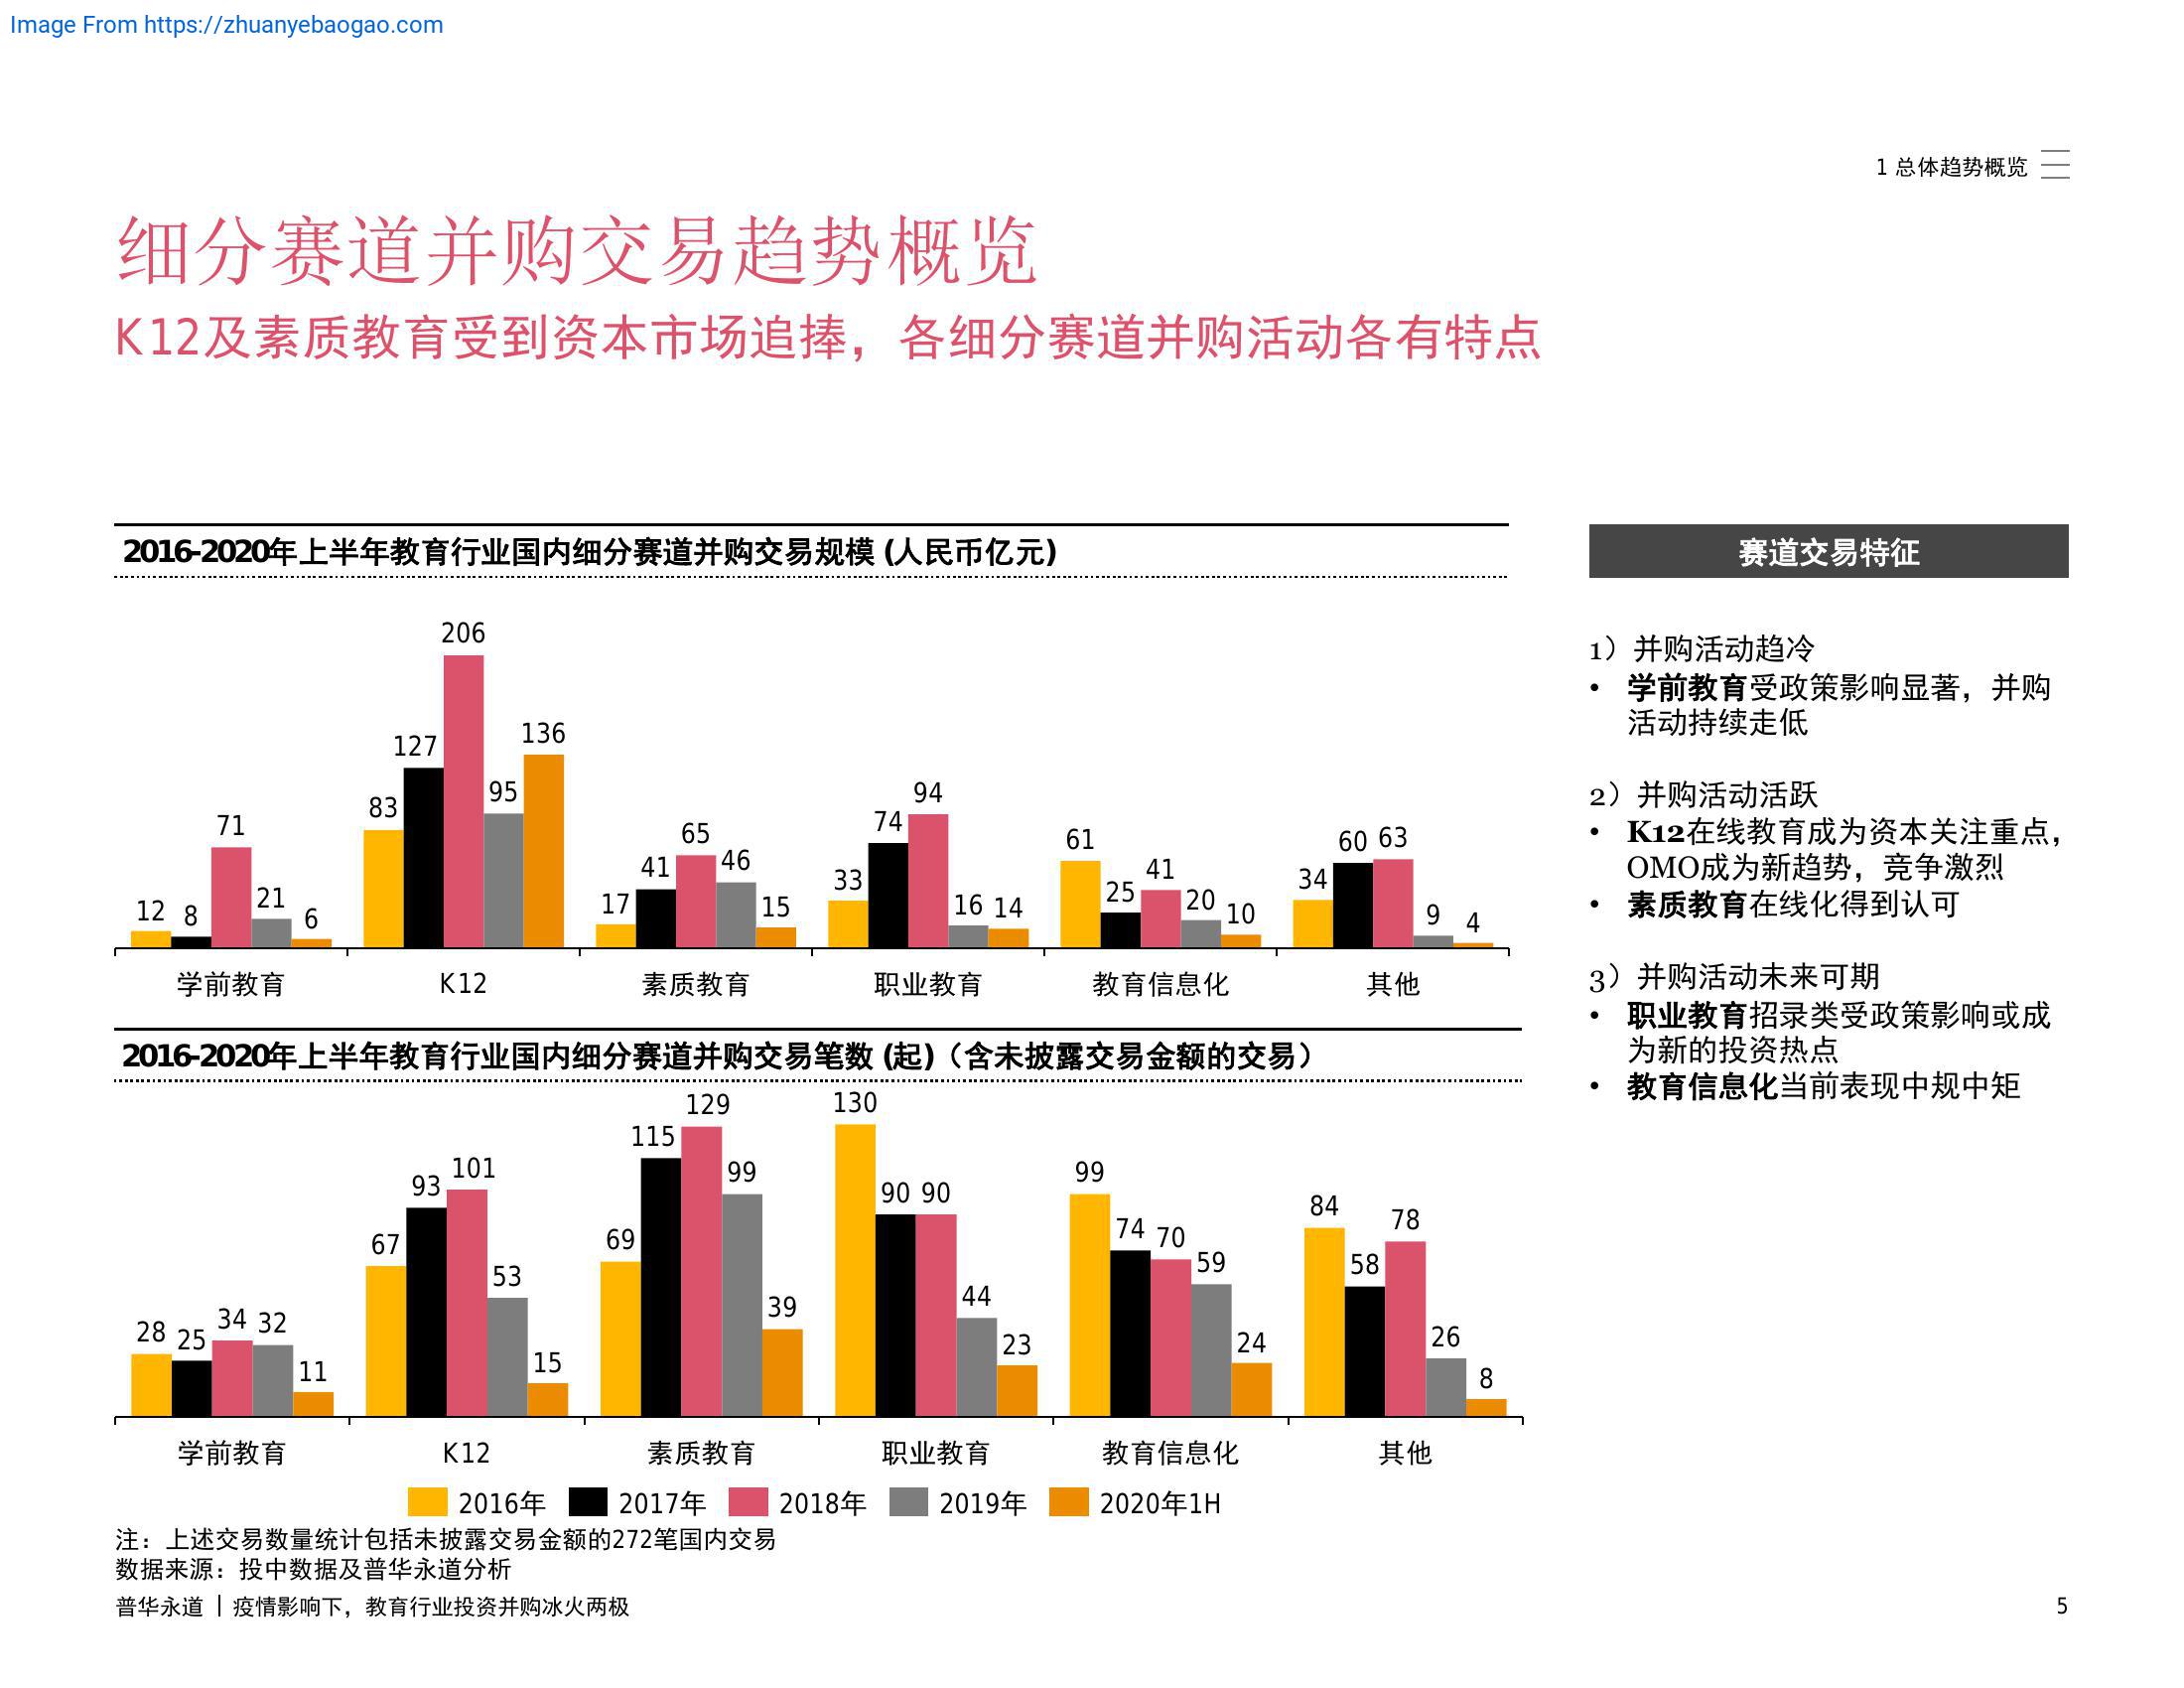 Image From https://zhuanyebaogao.com
1 总体趋势概览
细分赛道并购交易趋势概览
K12及素质教育受到资本市场追捧，各细分赛道并购活动各有特点
2016-2020年上半年教育行业国内细分赛道并购交易规模 (人民币亿元)
206
136
127
95
94
83
74
71
65
63
61
60
46
41
41
34
33
25
21
20
17
16
15
14
12
10
9
8
6
4
学前教育 K12 素质教育 职业教育 教育信息化 其他
2016-2020年上半年教育行业国内细分赛道并购交易笔数 (起)（含未披露交易金额的交易）
130
129
115
101
99
99
93
90 90
84
78
74
70
69
67
59
58
53
44
39
34
32
28
26
25
24
23
15
11
8
学前教育 K12 素质教育 职业教育 教育信息化 其他
2016年 2017年 2018年 2019年 2020年1H
注：上述交易数量统计包括未披露交易金额的272笔国内交易
数据来源：投中数据及普华永道分析
赛道交易特征
1）并购活动趋冷
• 学前教育受政策影响显著，并购
活动持续走低
2）并购活动活跃
• K12在线教育成为资本关注重点，
OMO成为新趋势，竞争激烈
• 素质教育在线化得到认可
3）并购活动未来可期
• 职业教育招录类受政策影响或成
为新的投资热点
• 教育信息化当前表现中规中矩
普华永道 | 疫情影响下，教育行业投资并购冰火两极
5